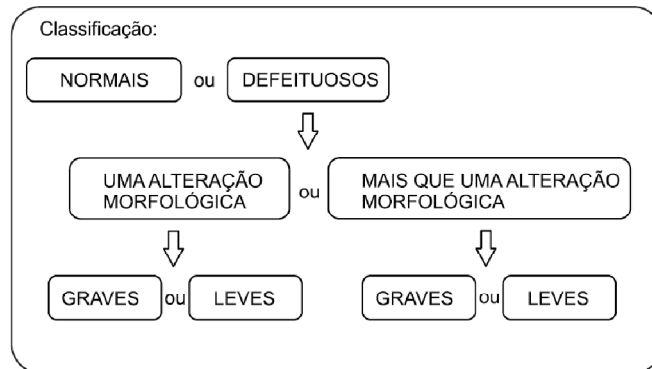 Classificação:
NORMAIS ou DEFEITUOSOS
UMA ALTERAÇÃO
MORFOLÓGICA
ou
MAIS QUE UMA ALTERAÇÃO
MORFOLÓGICA
GRAVES ou LEVES
GRAVES ou LEVES